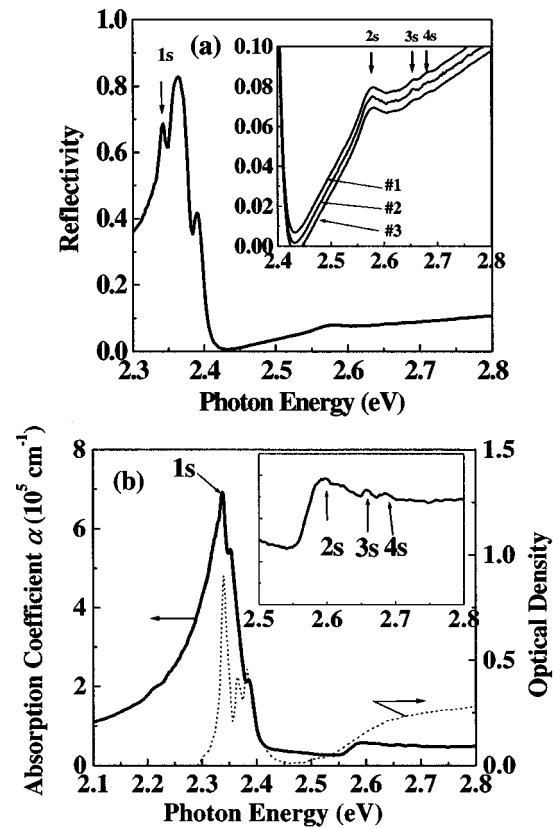 (a)
1s
2s 3s 4s
0.10
0.08
0.06
0.04
0.02
0.00
#1
#2
#3
2.4 2.5 2.6 2.7 2.8
Reflectivity
1.0
0.8
0.6
0.4
0.2
0.0
2.3 2.4 2.5 2.6 2.7 2.8
Photon Energy (eV)
(b)
1s
2s 3s 4s
2.5 2.6 2.7 2.8
Absorption Coefficient α (10⁵ cm⁻¹)
8
6
4
2
0
Optical Density
1.5
1.0
0.5
0.0
2.1 2.2 2.3 2.4 2.5 2.6 2.7 2.8
Photon Energy (eV)